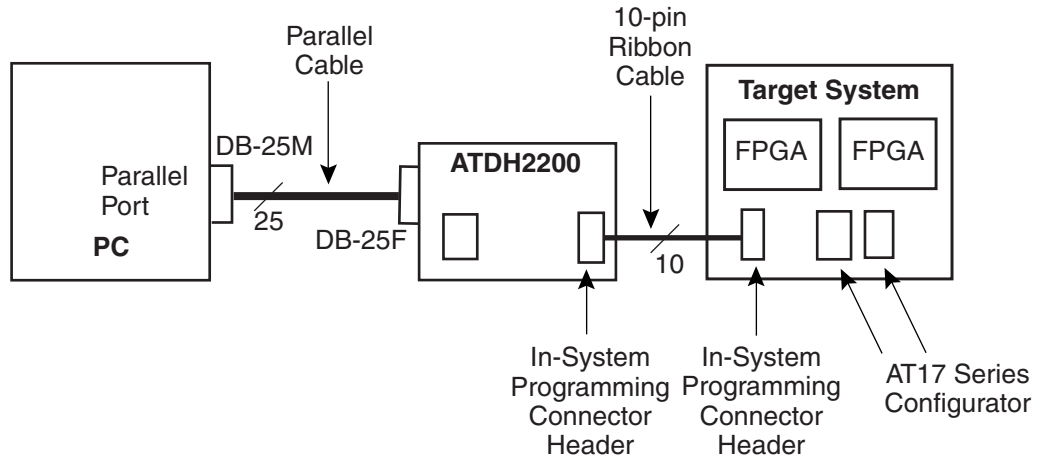 Parallel
Cable
10-pin
Ribbon
Cable
Target System
FPGA
FPGA
DB-25M
Parallel
Port
PC
25
DB-25F
ATDH2200
10
In-System
Programming
Connector
Header
In-System
Programming
Connector
Header
AT17 Series
Configurator